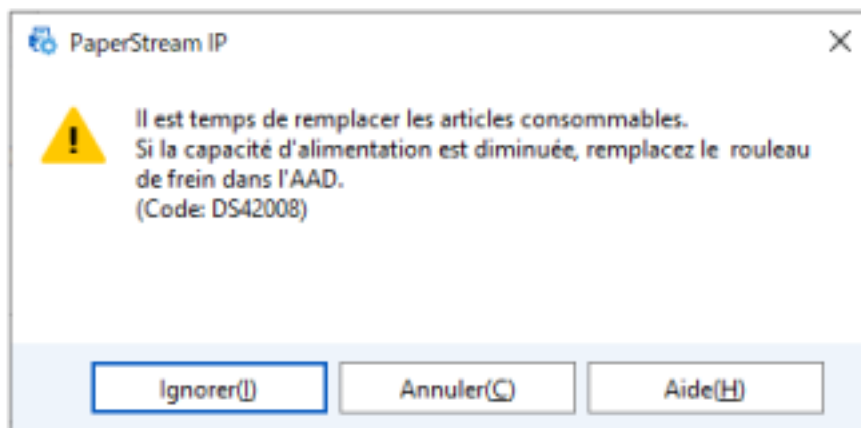 PaperStream IP
Il est temps de remplacer les articles consommables.
Si la capacité d'alimentation est diminuée, remplacez le rouleau
de frein dans l'AAD.
(Code: DS42008)
Ignorer(I) Annuler(C) Aide(H)